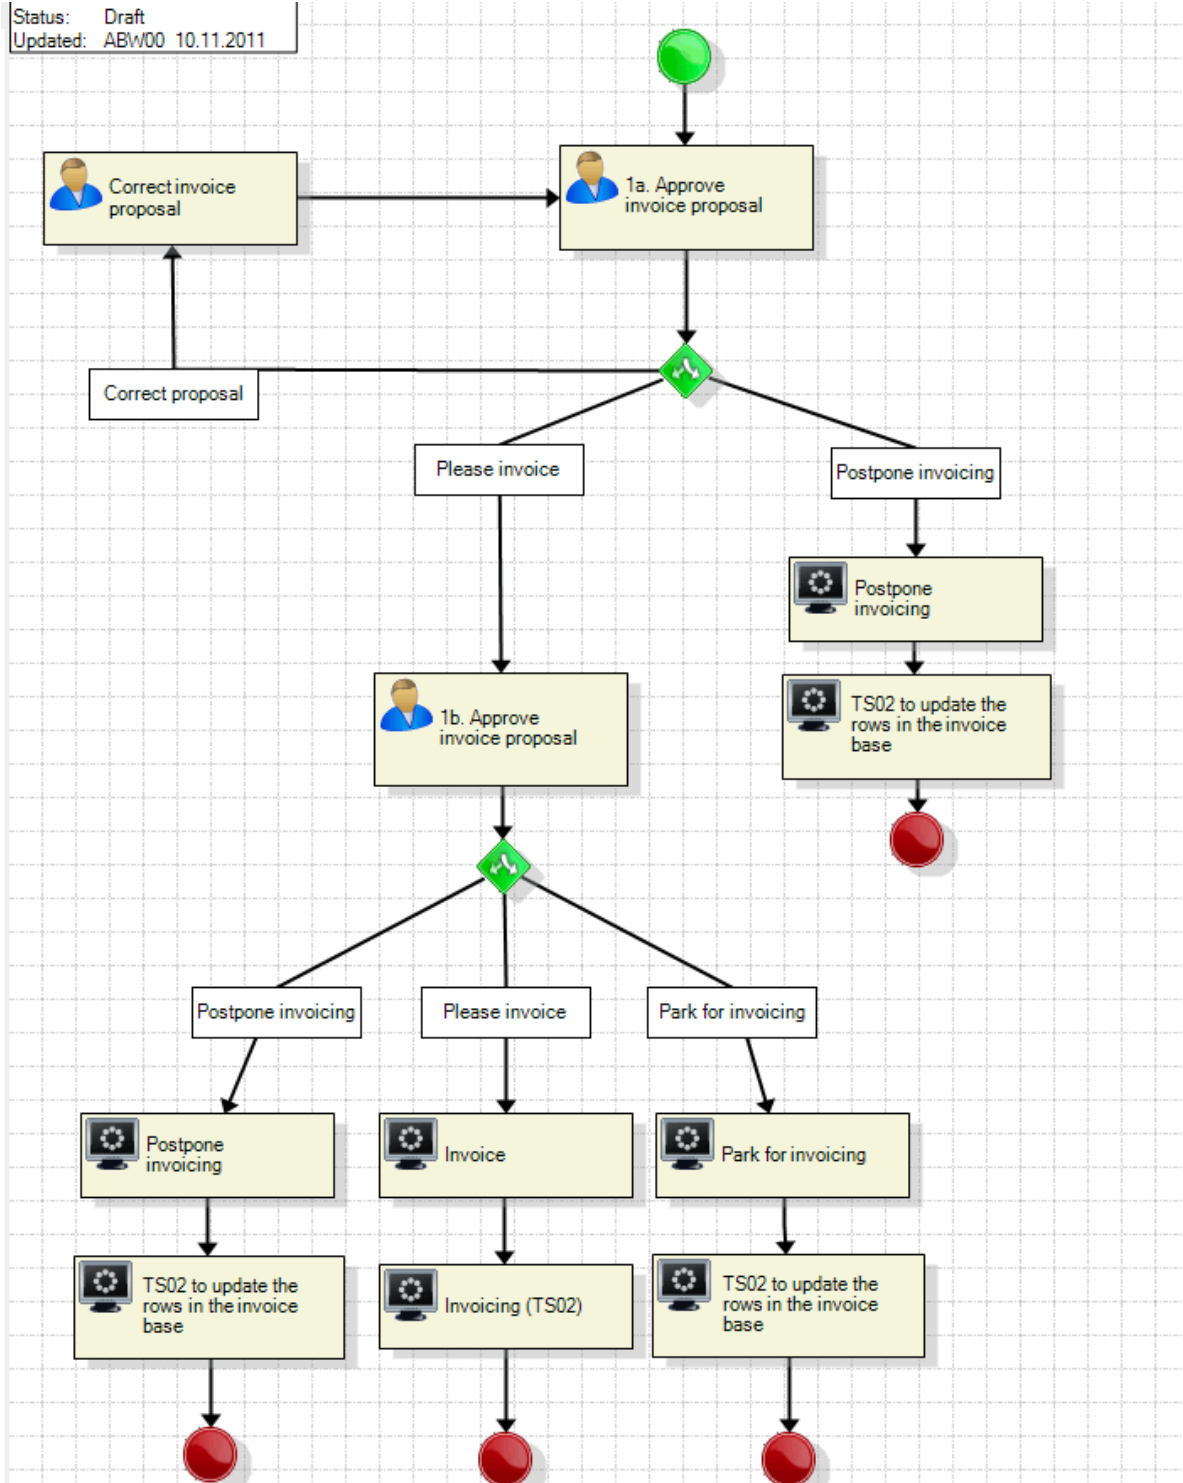 Status: Draft
Updated: ABW00 10.11.2011
Correct invoice
proposal
1a. Approve
invoice proposal
Correct proposal
Please invoice
Postpone invoicing
Postpone
invoicing
TS02 to update the
rows in the invoice
base
1b. Approve
invoice proposal
Postpone invoicing
Please invoice
Park for invoicing
Postpone
invoicing
Invoice
Park for invoicing
TS02 to update the
rows in the invoice
base
Invoicing (TS02)
TS02 to update the
rows in the invoice
base